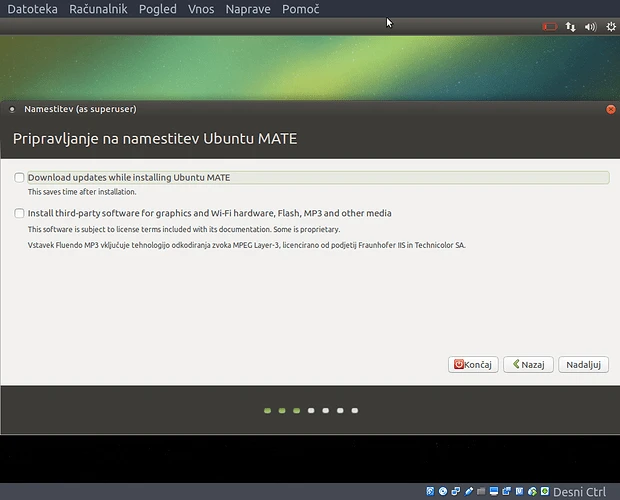 Datoteka Računalnik Pogled Vnos Naprave Pomoč
Namestitev (as superuser)
Pripravljanje na namestitev Ubuntu MATE
Download updates while installing Ubuntu MATE
This saves time after installation.
Install third-party software for graphics and Wi-Fi hardware, Flash, MP3 and other media
This software is subject to license terms included with its documentation. Some is proprietary.
Vstavek Fluendo MP3 vključuje tehnologijo odkodiranja zvoka MPEG Layer-3, licencirano od podjetij Fraunhofer IIS in Technicolor SA.
Končaj Nazaj Nadaljuj
Desni Ctrl